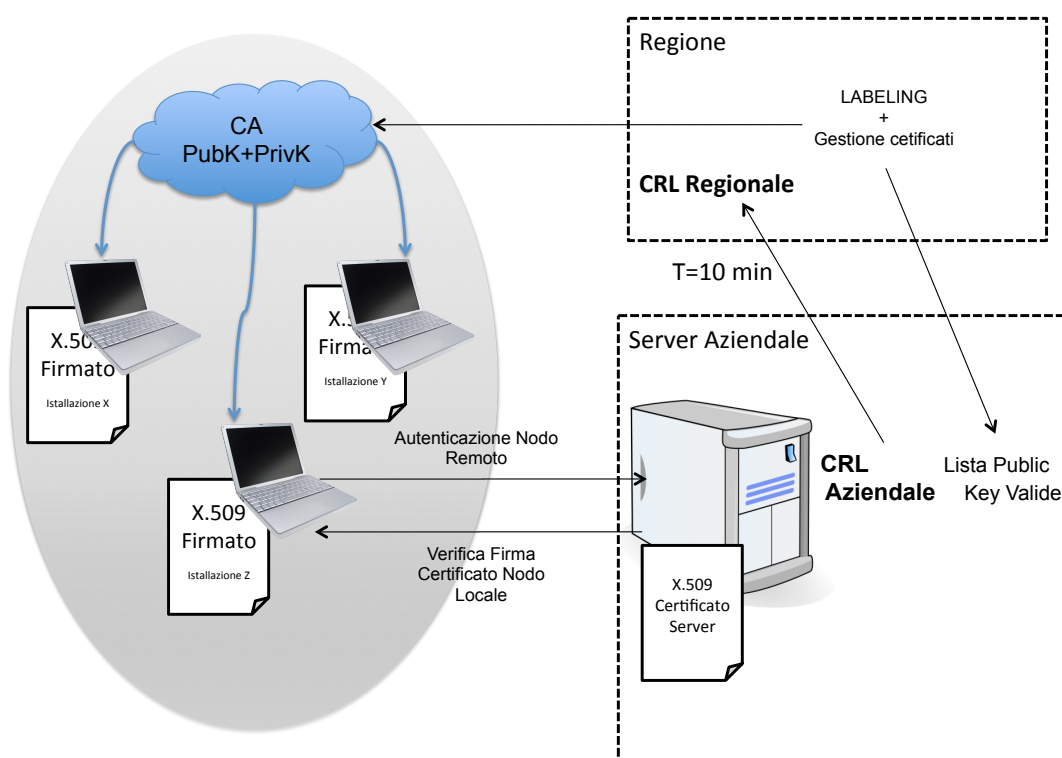 Regione
LABELING
+
Gestione cetificati
CRL Regionale
T=10 min
CA
PubK+PrivK
Firmato
Istallazione X
Istallazione Y
X.509
Firmato
Istallazione Z
Autenticazione Nodo
Remoto
Verifica Firma
Certificato Nodo
Locale
Server Aziendale
CRL
Aziendale
Lista Public
Key Valide
X.509
Certificato
Server